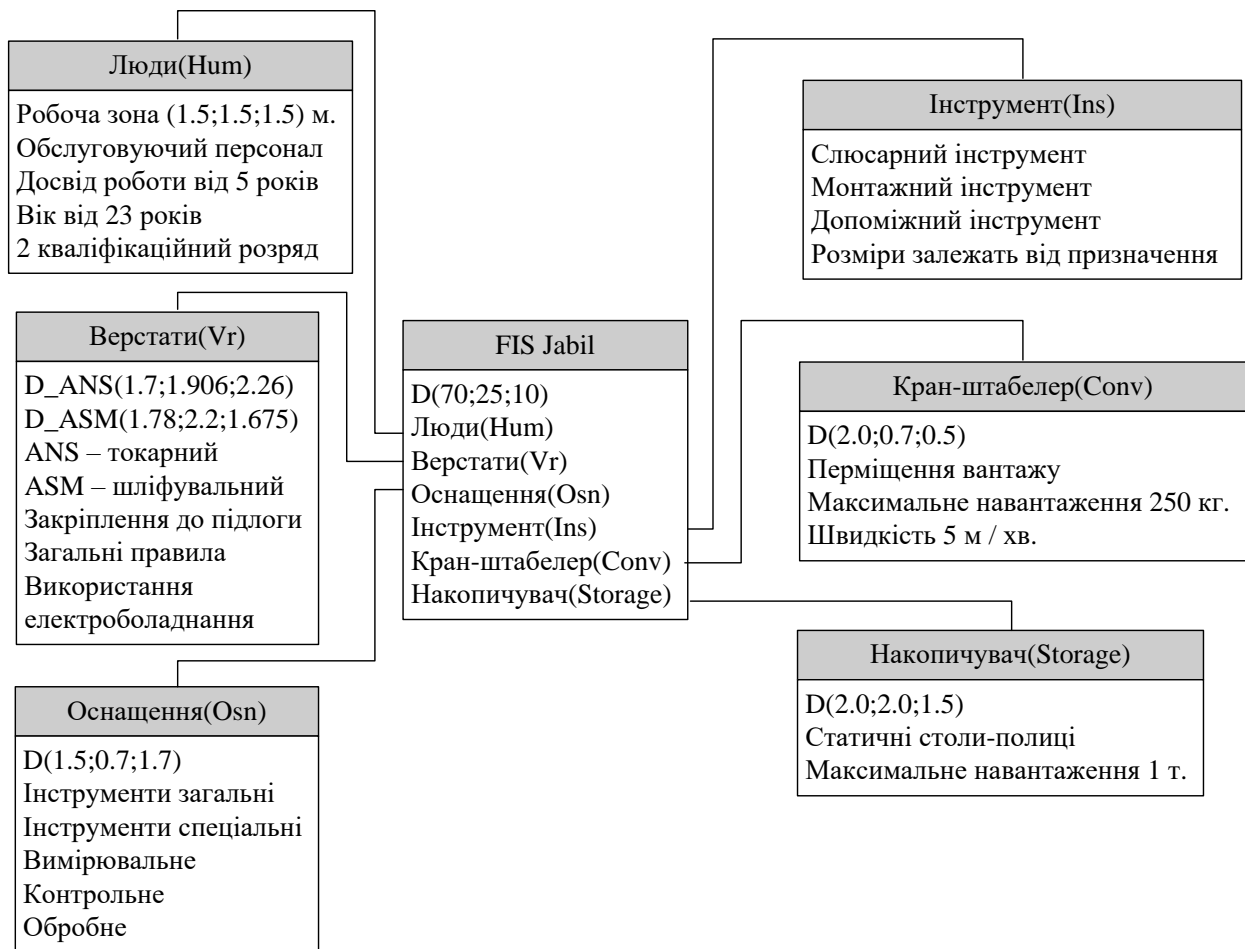 Люди(Hum)
Робоча зона (1.5;1.5;1.5) м.
Обслуговуючий персонал
Досвід роботи від 5 років
Вік від 23 років
2 кваліфікаційний розряд
Верстати(Vr)
D_ANS(1.7;1.906;2.26)
D_ASM(1.78;2.2;1.675)
ANS – токарний
ASM – шліфувальний
Закріплення до підлоги
Загальні правила
Використання
електроболаднання
Оснащення(Osn)
D(1.5;0.7;1.7)
Інструменти загальні
Інструменти спеціальні
Вимірювальне
Контрольне
Обробне
FIS Jabil
D(70;25;10)
Люди(Hum)
Верстати(Vr)
Оснащення(Osn)
Інструмент(Ins)
Кран-штабелер(Conv)
Накопичувач(Storage)
Інструмент(Ins)
Слюсарний інструмент
Монтажний інструмент
Допоміжний інструмент
Розміри залежать від призначення
Кран-штабелер(Conv)
D(2.0;0.7;0.5)
Перміщення вантажу
Максимальне навантаження 250 кг.
Швидкість 5 м / хв.
Накопичувач(Storage)
D(2.0;2.0;1.5)
Статичні столи-полиці
Максимальне навантаження 1 т.